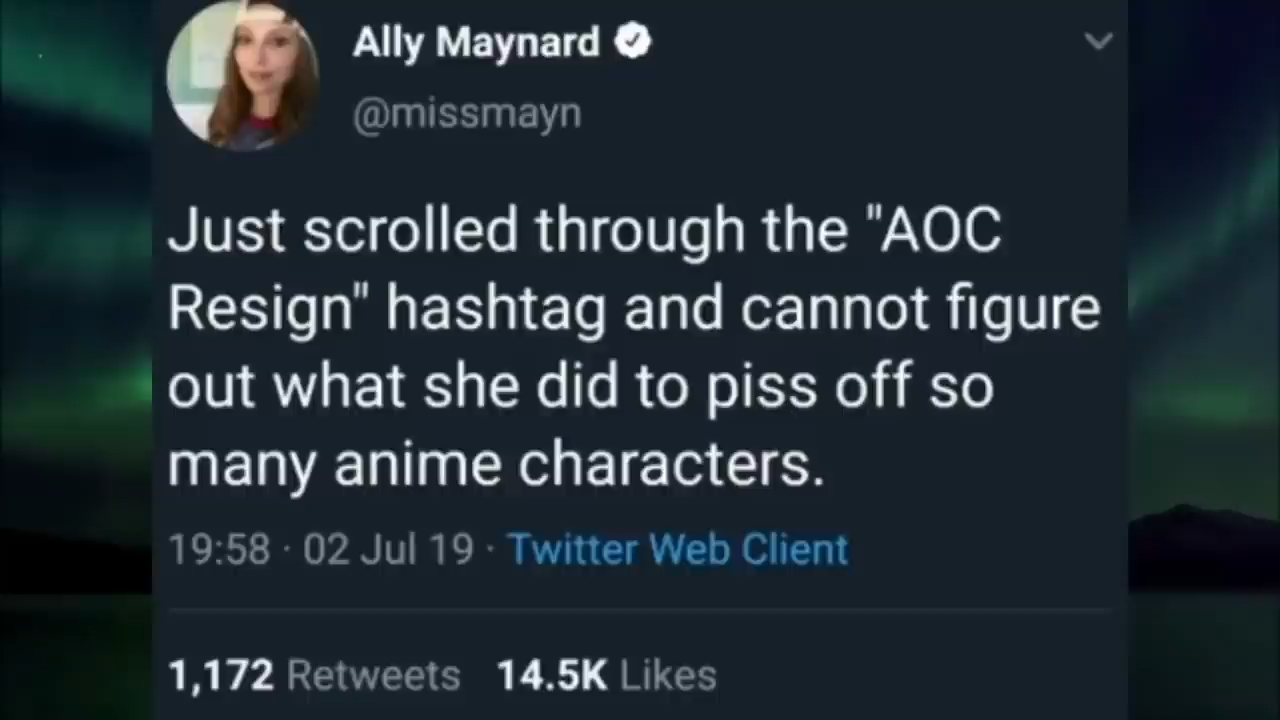 Ally Maynard
@missmayn
Just scrolled through the "AOC
Resign" hashtag and cannot figure
out what she did to piss off so
many anime characters.
19:58 · 02 Jul 19 · Twitter Web Client
1,172 Retweets 14.5K Likes